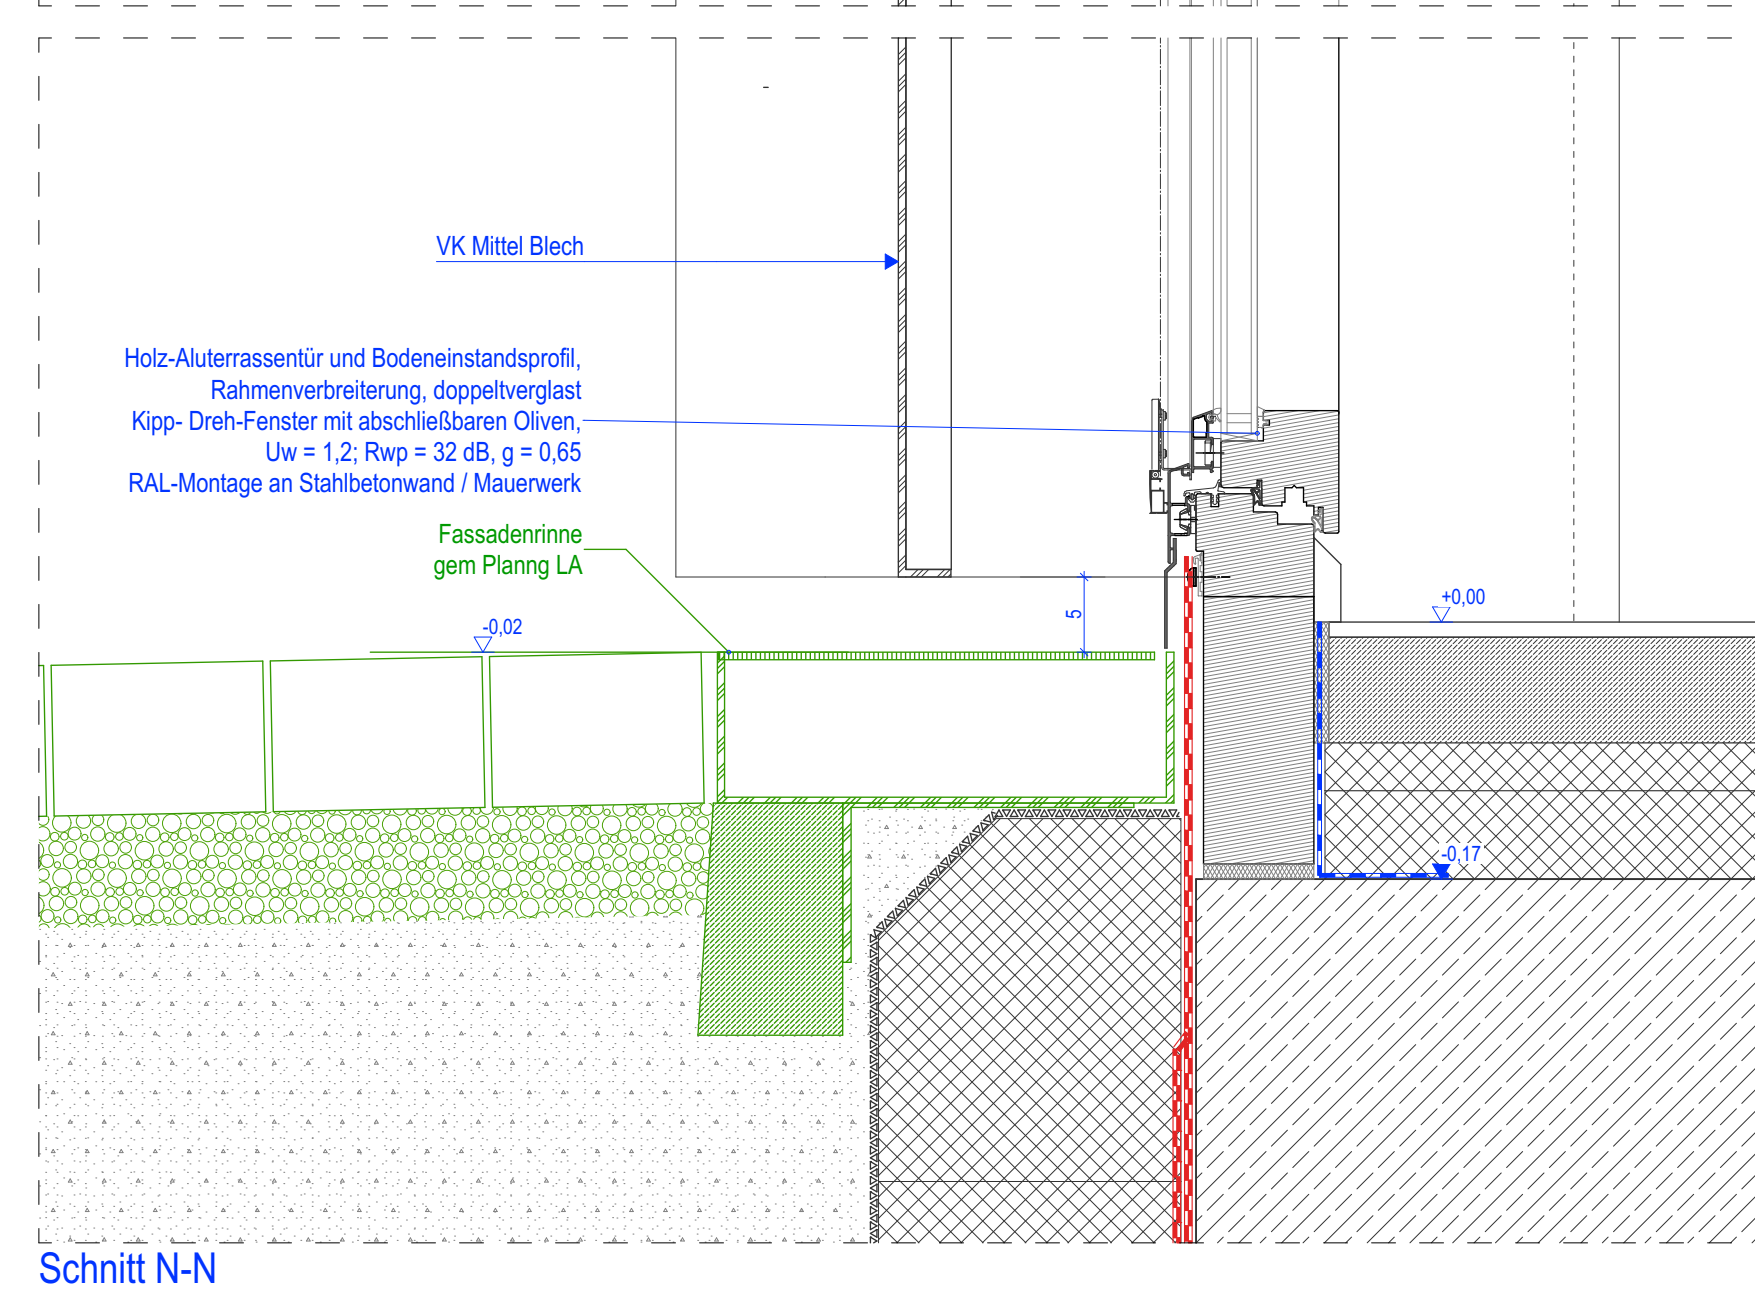 VK Mittel Blech
Holz-Aluterrassentür und Bodeneinstandsprofil,
Rahmenverbreiterung, doppeltverglast
Kipp- Dreh-Fenster mit abschließbaren Oliven,
Uw = 1,2; Rwp = 32 dB, g = 0,65
RAL-Montage an Stahlbetonwand / Mauerwerk
Fassadenrinne
gem Planng LA
5
+0,00
-0,02
-0,17
Schnitt N-N